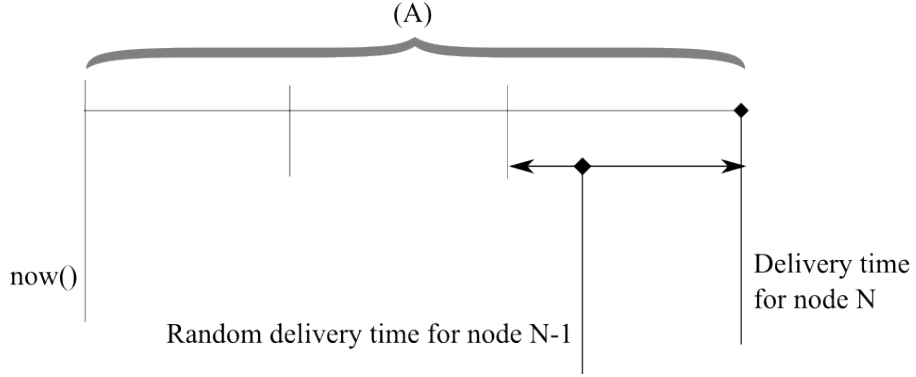 (A)
now()
Delivery time
for node N
Random delivery time for node N-1